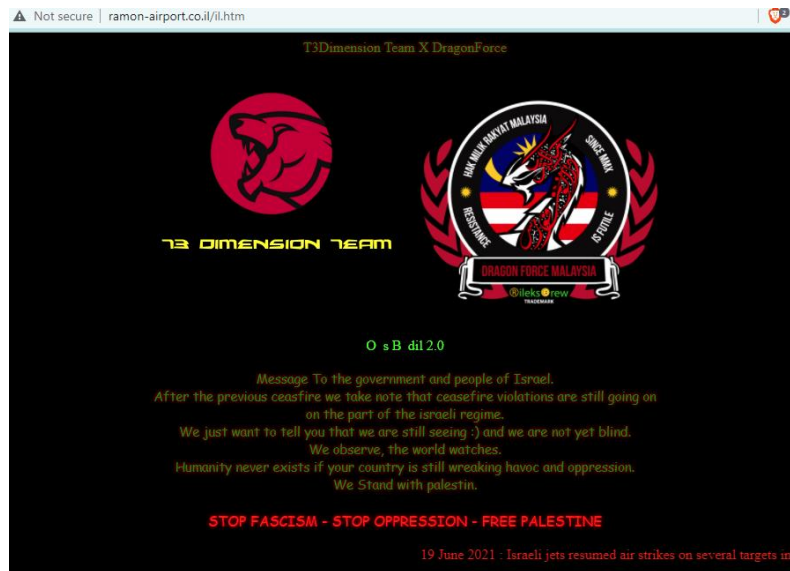 Not secure | ramon-airport.co.il/il.htm
2
T3Dimension Team X DragonForce
HAK MILIK RAKYAT MALAYSIA
SINCE MMX
RESISTANCE
IS FUTILE
T3 DIMENSION TEAM
DRAGON FORCE MALAYSIA
®ileks©rew
TRADEMARK
O s B dil 2.0
Message To the government and people of Israel.
After the previous ceasfire we take note that ceasefire violations are still going on
on the part of the israeli regime.
We just want to tell you that we are still seeing :) and we are not yet blind.
We observe, the world watches.
Humanity never exists if your country is still wreaking havoc and oppression.
We Stand with palestin.
STOP FASCISM - STOP OPPRESSION - FREE PALESTINE
19 June 2021 : Israeli jets resumed air strikes on several targets in